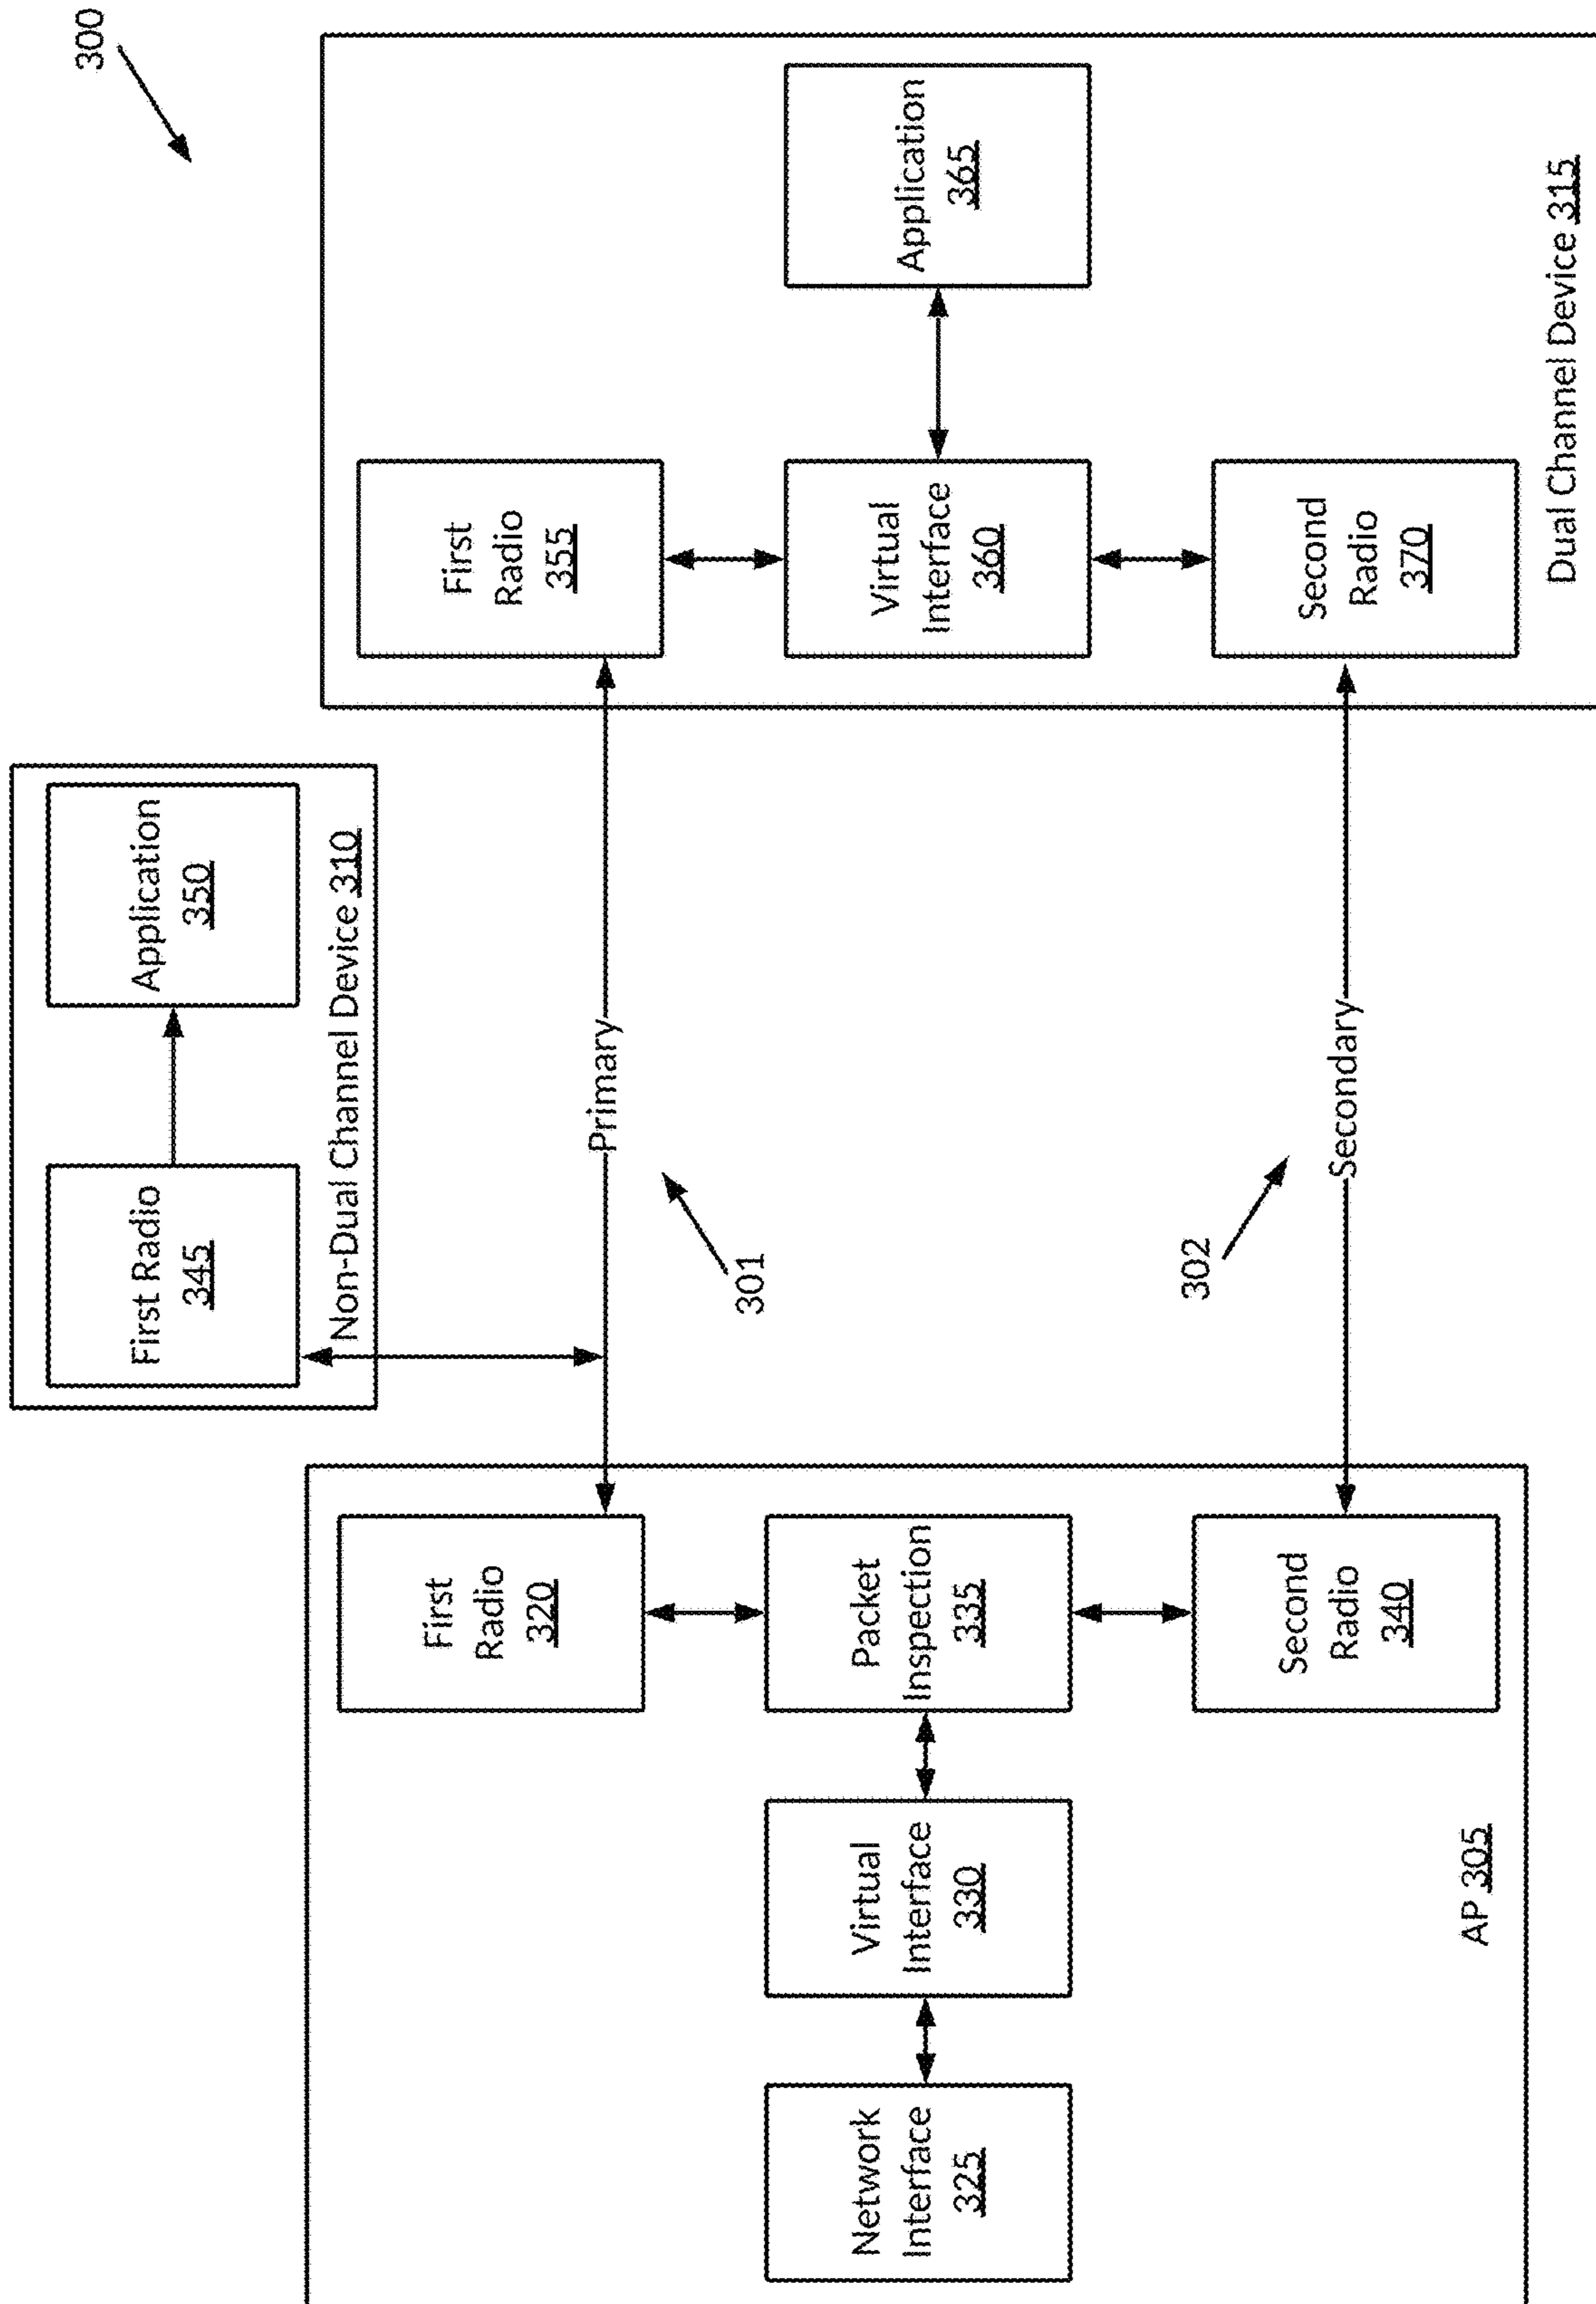 300
First Radio
345
Application
350
Non-Dual Channel Device 310
First
Radio
320
Network
Interface
325
Virtual
Interface
330
Packet
Inspection
335
Second
Radio
340
AP 305
Primary
301
302
Secondary
First
Radio
355
Virtual
Interface
360
Application
365
Second
Radio
370
Dual Channel Device 315